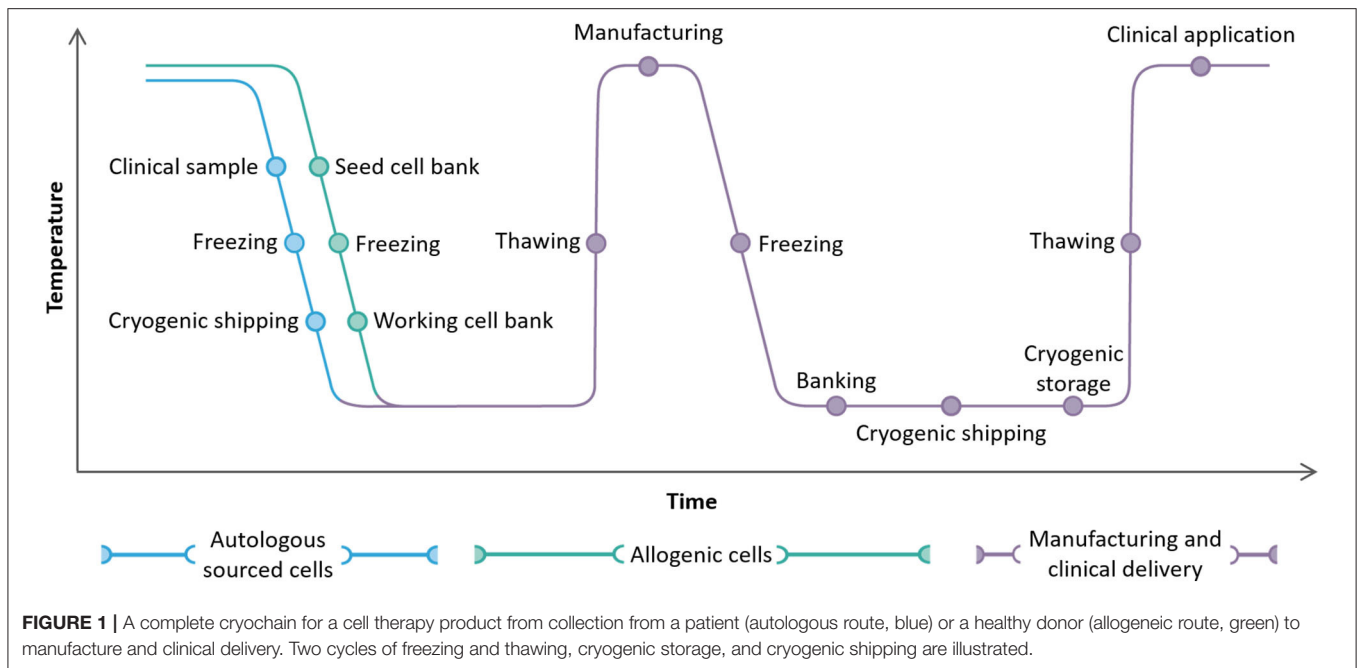 Manufacturing
Clinical application
Clinical sample
Seed cell bank
Freezing
Freezing
Thawing
Freezing
Thawing
Cryogenic shipping
Working cell bank
Banking
Cryogenic shipping
Cryogenic
storage
Temperature
Time
Autologous
sourced cells
Allogenic cells
Manufacturing and
clinical delivery
FIGURE 1 | A complete cryochain for a cell therapy product from collection from a patient (autologous route, blue) or a healthy donor (allogeneic route, green) to
manufacture and clinical delivery. Two cycles of freezing and thawing, cryogenic storage, and cryogenic shipping are illustrated.